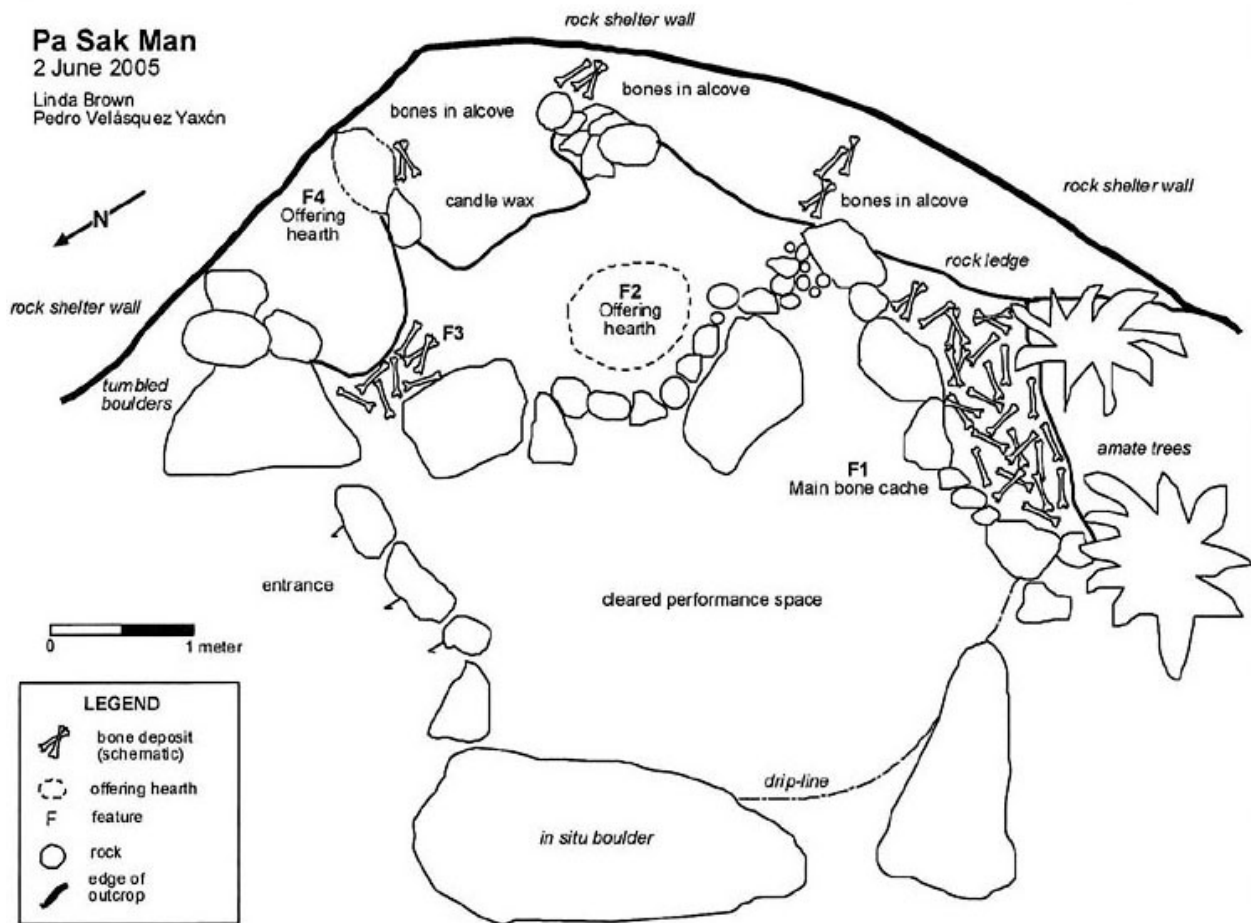 Pa Sak Man
2 June 2005
Linda Brown
Pedro Velásquez Yaxón
rock shelter wall
bones in alcove
bones in alcove
N
F4
Offering
hearth
candle wax
bones in alcove
rock shelter wall
rock ledge
rock shelter wall
F2
Offering
hearth
F3
tumbled
boulders
amate trees
F1
Main bone cache
entrance
cleared performance space
0 1 meter
drip-line
in situ boulder
LEGEND
bone deposit
(schematic)
offering hearth
F feature
rock
edge of
outcrop